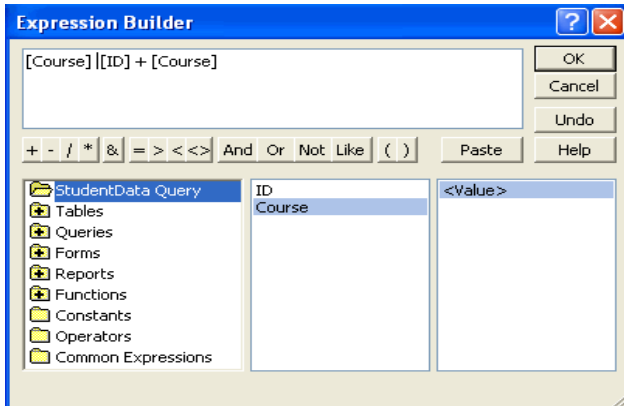 Expression Builder
[Course] [ID] + [Course]
OK
Cancel
Undo
+ - / * & = > < <> And Or Not Like ( ) Paste Help
StudentData Query ID <Value>
Tables Course
Queries
Forms
Reports
Functions
Constants
Operators
Common Expressions